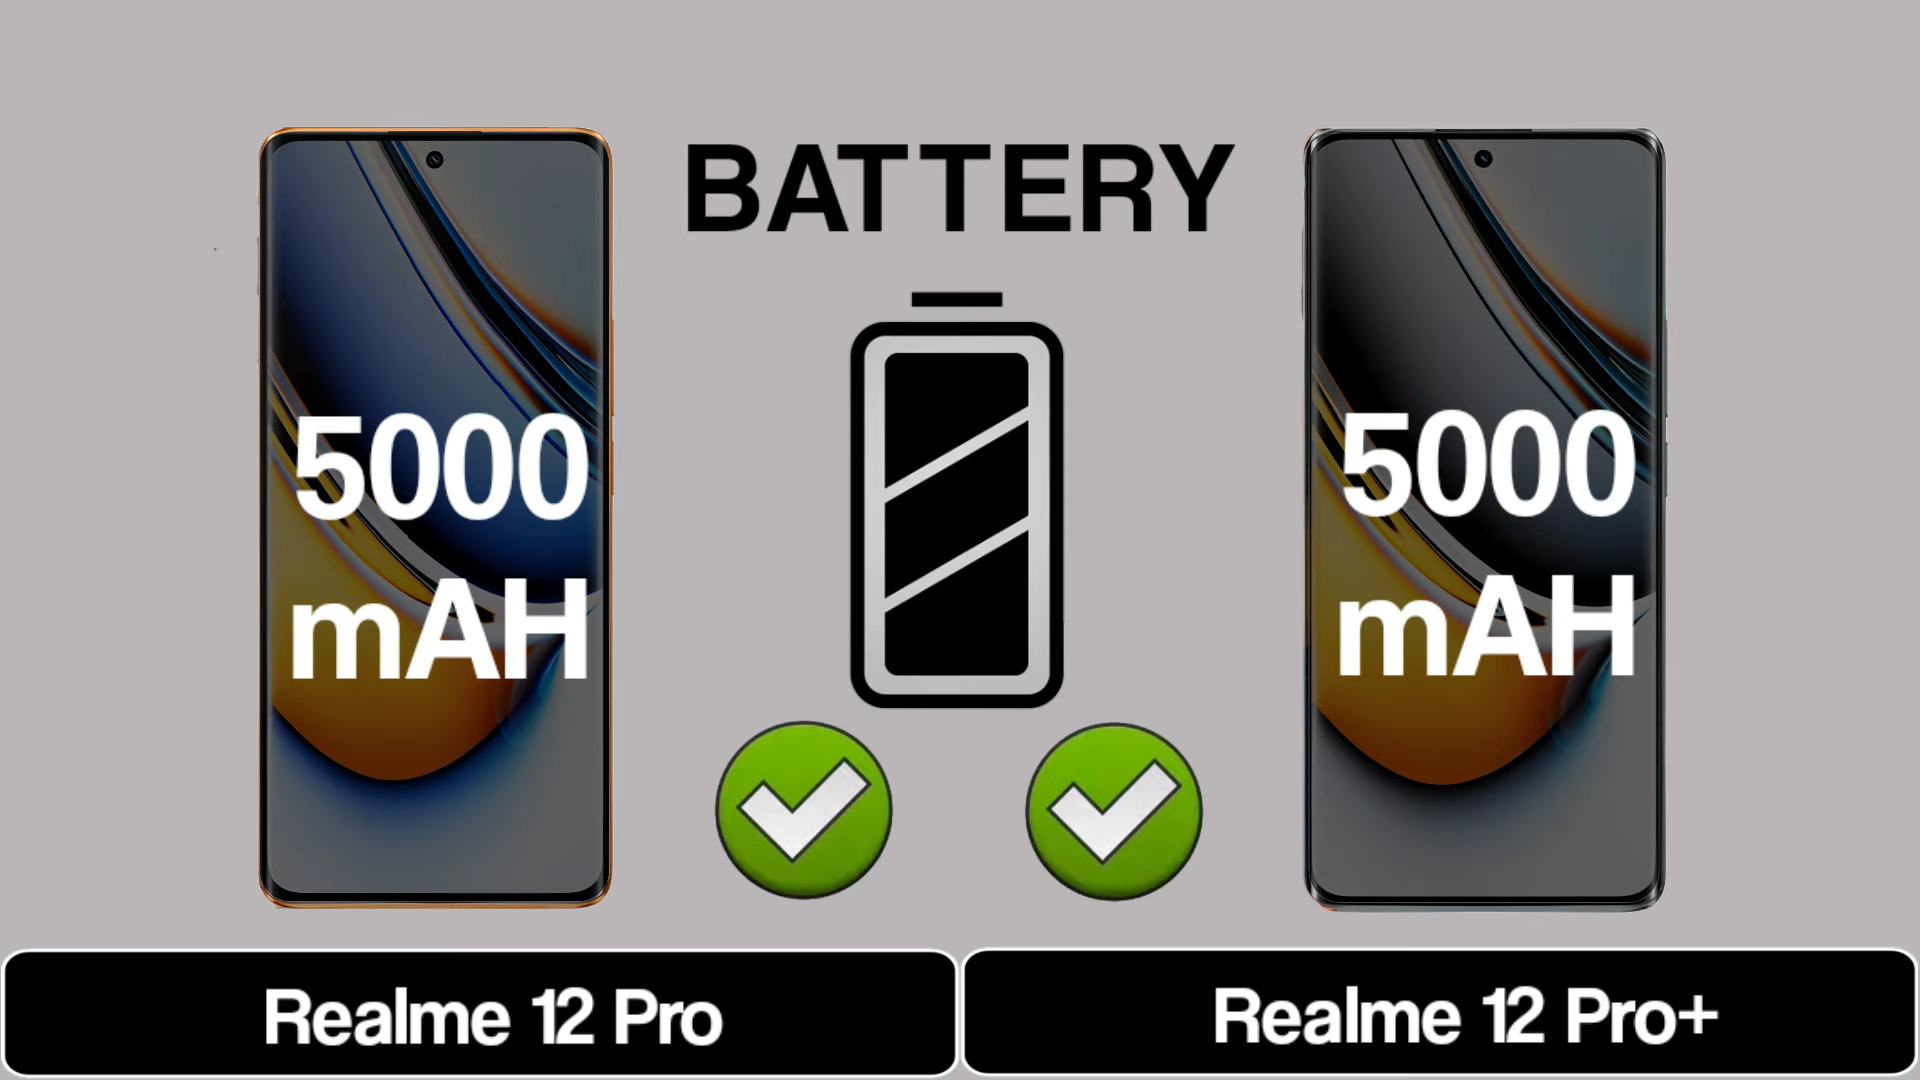 BATTERY
5000
mAH
5000
mAH
Realme 12 Pro
Realme 12 Pro+